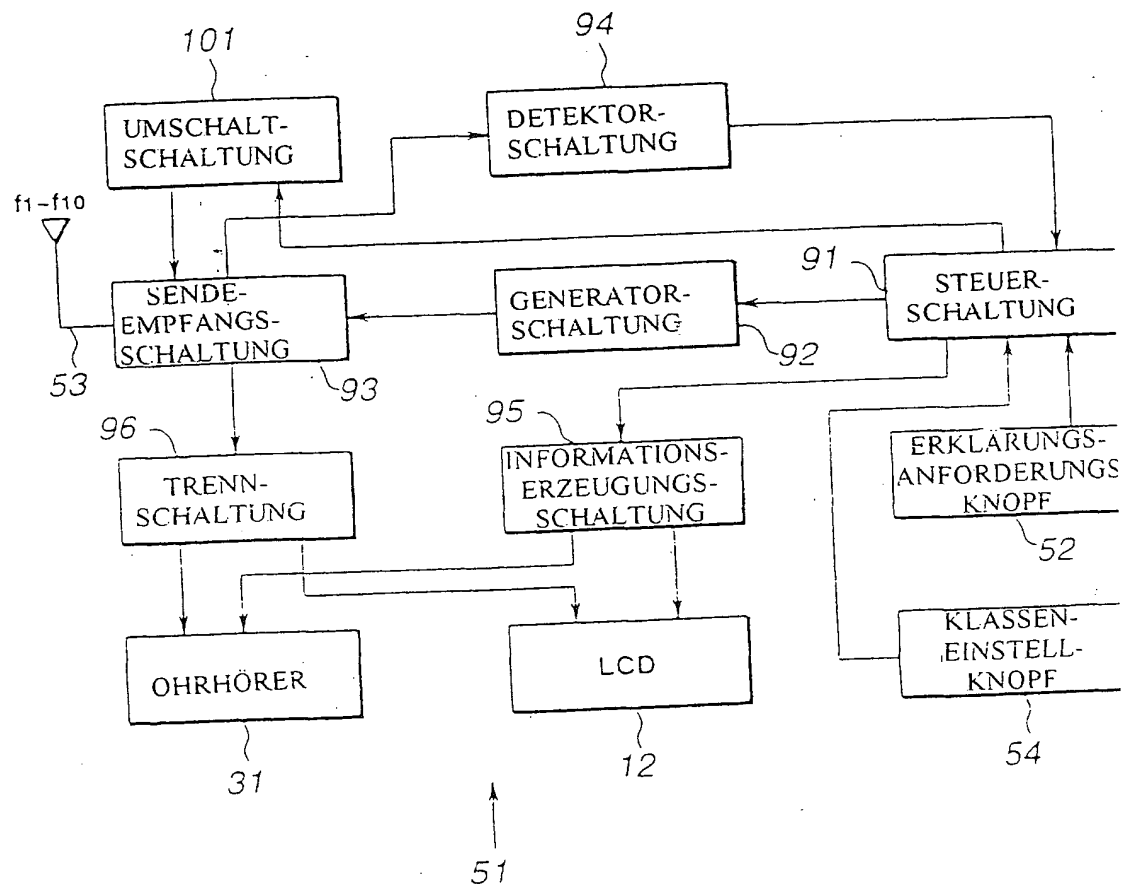 101
94
UMSCHALT-
SCHALTUNG
DETEKTOR-
SCHALTUNG
f1-f10
91
SENDE-
EMPFANGS-
SCHALTUNG
GENERATOR-
SCHALTUNG
STEUER-
SCHALTUNG
53
93
92
96
95
TRENN-
SCHALTUNG
INFORMATIONS-
ERZEUGUNGS-
SCHALTUNG
ERKLÄRUNGS-
ANFORDERUNGS
KNOPF
52
OHRHÖRER
LCD
KLASSEN-
EINSTELL-
KNOPF
31
12
54
51